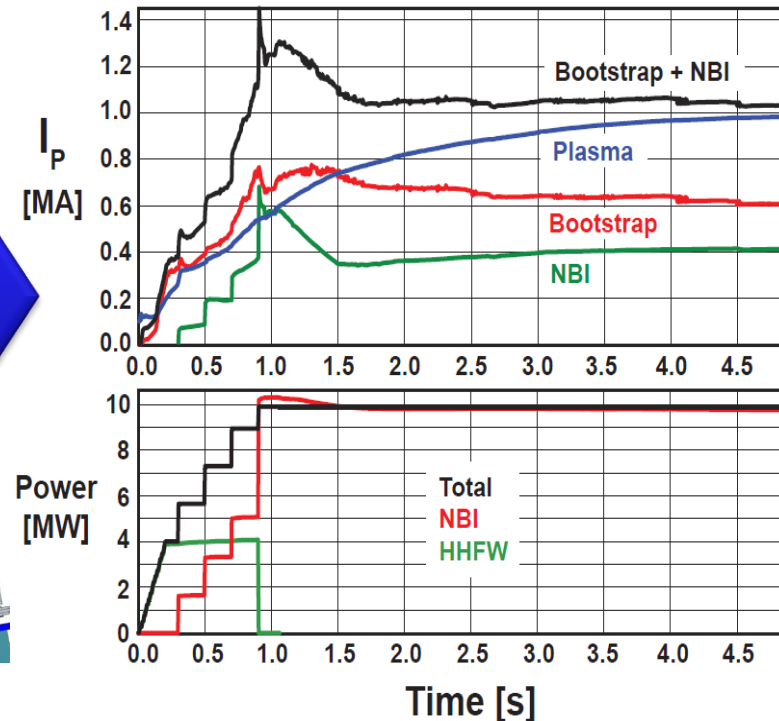 1.4
1.2
1.0
0.8
0.6
0.4
0.2
0.0
I_P
[MA]
Bootstrap + NBI
Plasma
Bootstrap
NBI
0.0 0.5 1.0 1.5 2.0 2.5 3.0 3.5 4.0 4.5
10
8
6
4
2
0
Power
[MW]
Total
NBI
HHFW
0.0 0.5 1.0 1.5 2.0 2.5 3.0 3.5 4.0 4.5
Time [s]